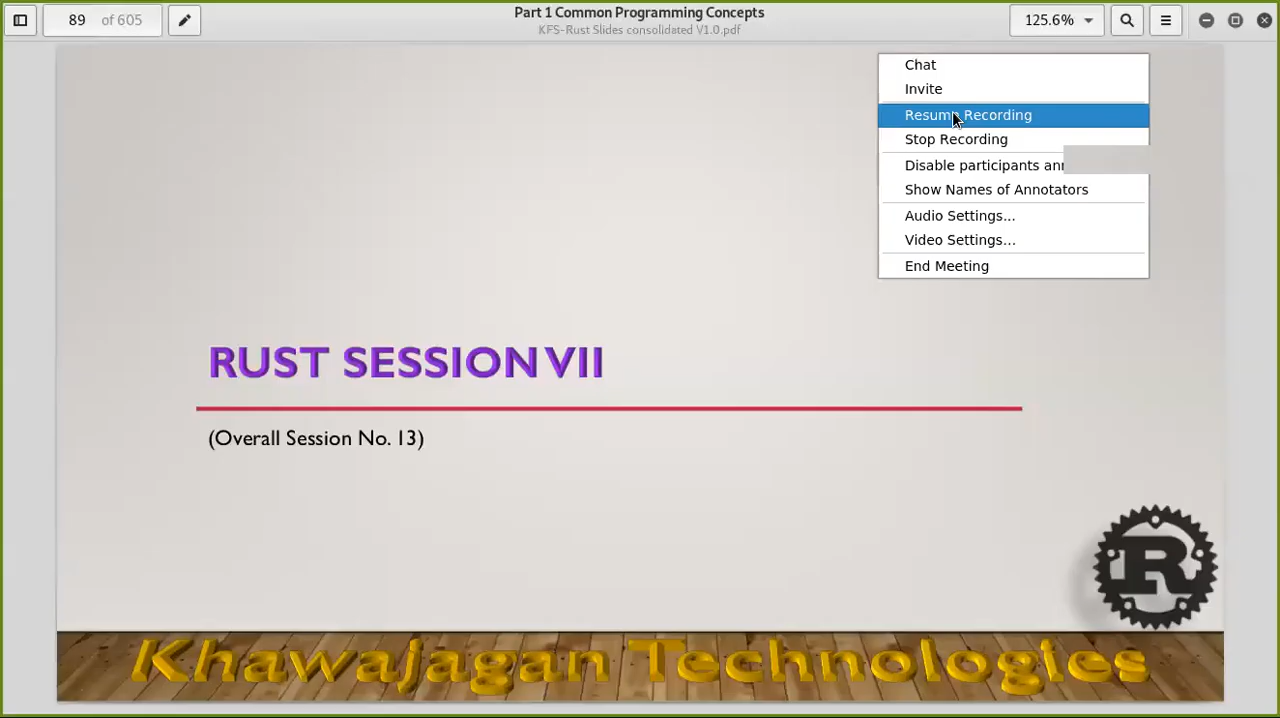 89 of 605
Part 1 Common Programming Concepts
KFS-Rust Slides consolidated V1.0.pdf
125.6%
Chat
Invite
Resume Recording
Stop Recording
Disable participants
Show Names of Annotators
Audio Settings...
Video Settings...
End Meeting
RUST SESSION VII
(Overall Session No. 13)
R
Khawajagan Technologies